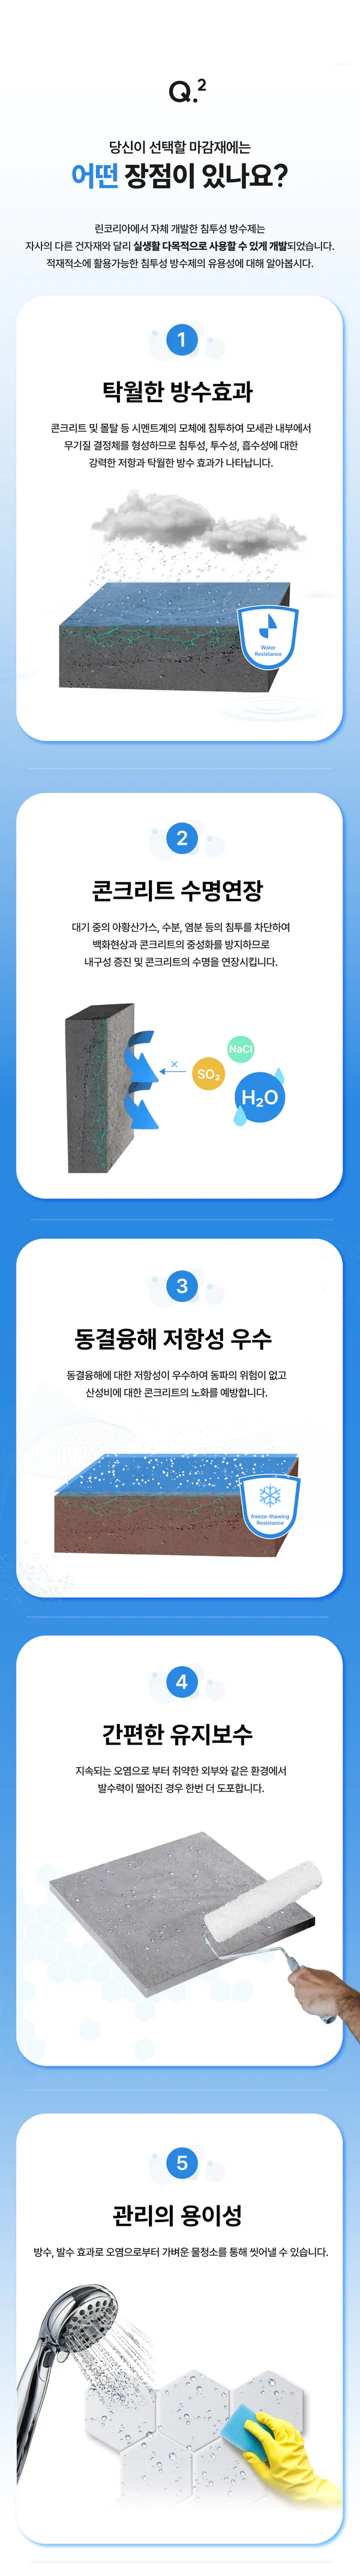 Q.²
당신이 선택할 마감재에는
어떤 장점이 있나요?
린코리아에서 자체 개발한 침투성 방수제는
자사의 다른 건자재와 달리 실생활 다목적으로 사용할 수 있게 개발되었습니다.
적재적소에 활용가능한 침투성 방수제의 유용성에 대해 알아봅시다.
1
탁월한 방수효과
콘크리트 및 몰탈 등 시멘트계의 모체에 침투하여 모세관 내부에서
무기질 결정체를 형성하므로 침투성, 투수성, 흡수성에 대한
강력한 저항과 탁월한 방수 효과가 나타납니다.
Water
Resistance
2
콘크리트 수명연장
대기 중의 아황산가스, 수분, 염분 등의 침투를 차단하여
백화현상과 콘크리트의 중성화를 방지하므로
내구성 증진 및 콘크리트의 수명을 연장시킵니다.
NaCl
SO₂
H₂O
3
동결융해 저항성 우수
동결융해에 대한 저항성이 우수하여 동파의 위험이 없고
산성비에 대한 콘크리트의 노화를 예방합니다.
freeze-thawing
Resistance
4
간편한 유지보수
지속되는 오염으로 부터 취약한 외부와 같은 환경에서
발수력이 떨어진 경우 한번 더 도포합니다.
5
관리의 용이성
방수, 발수 효과로 오염으로부터 가벼운 물청소를 통해 씻어낼 수 있습니다.